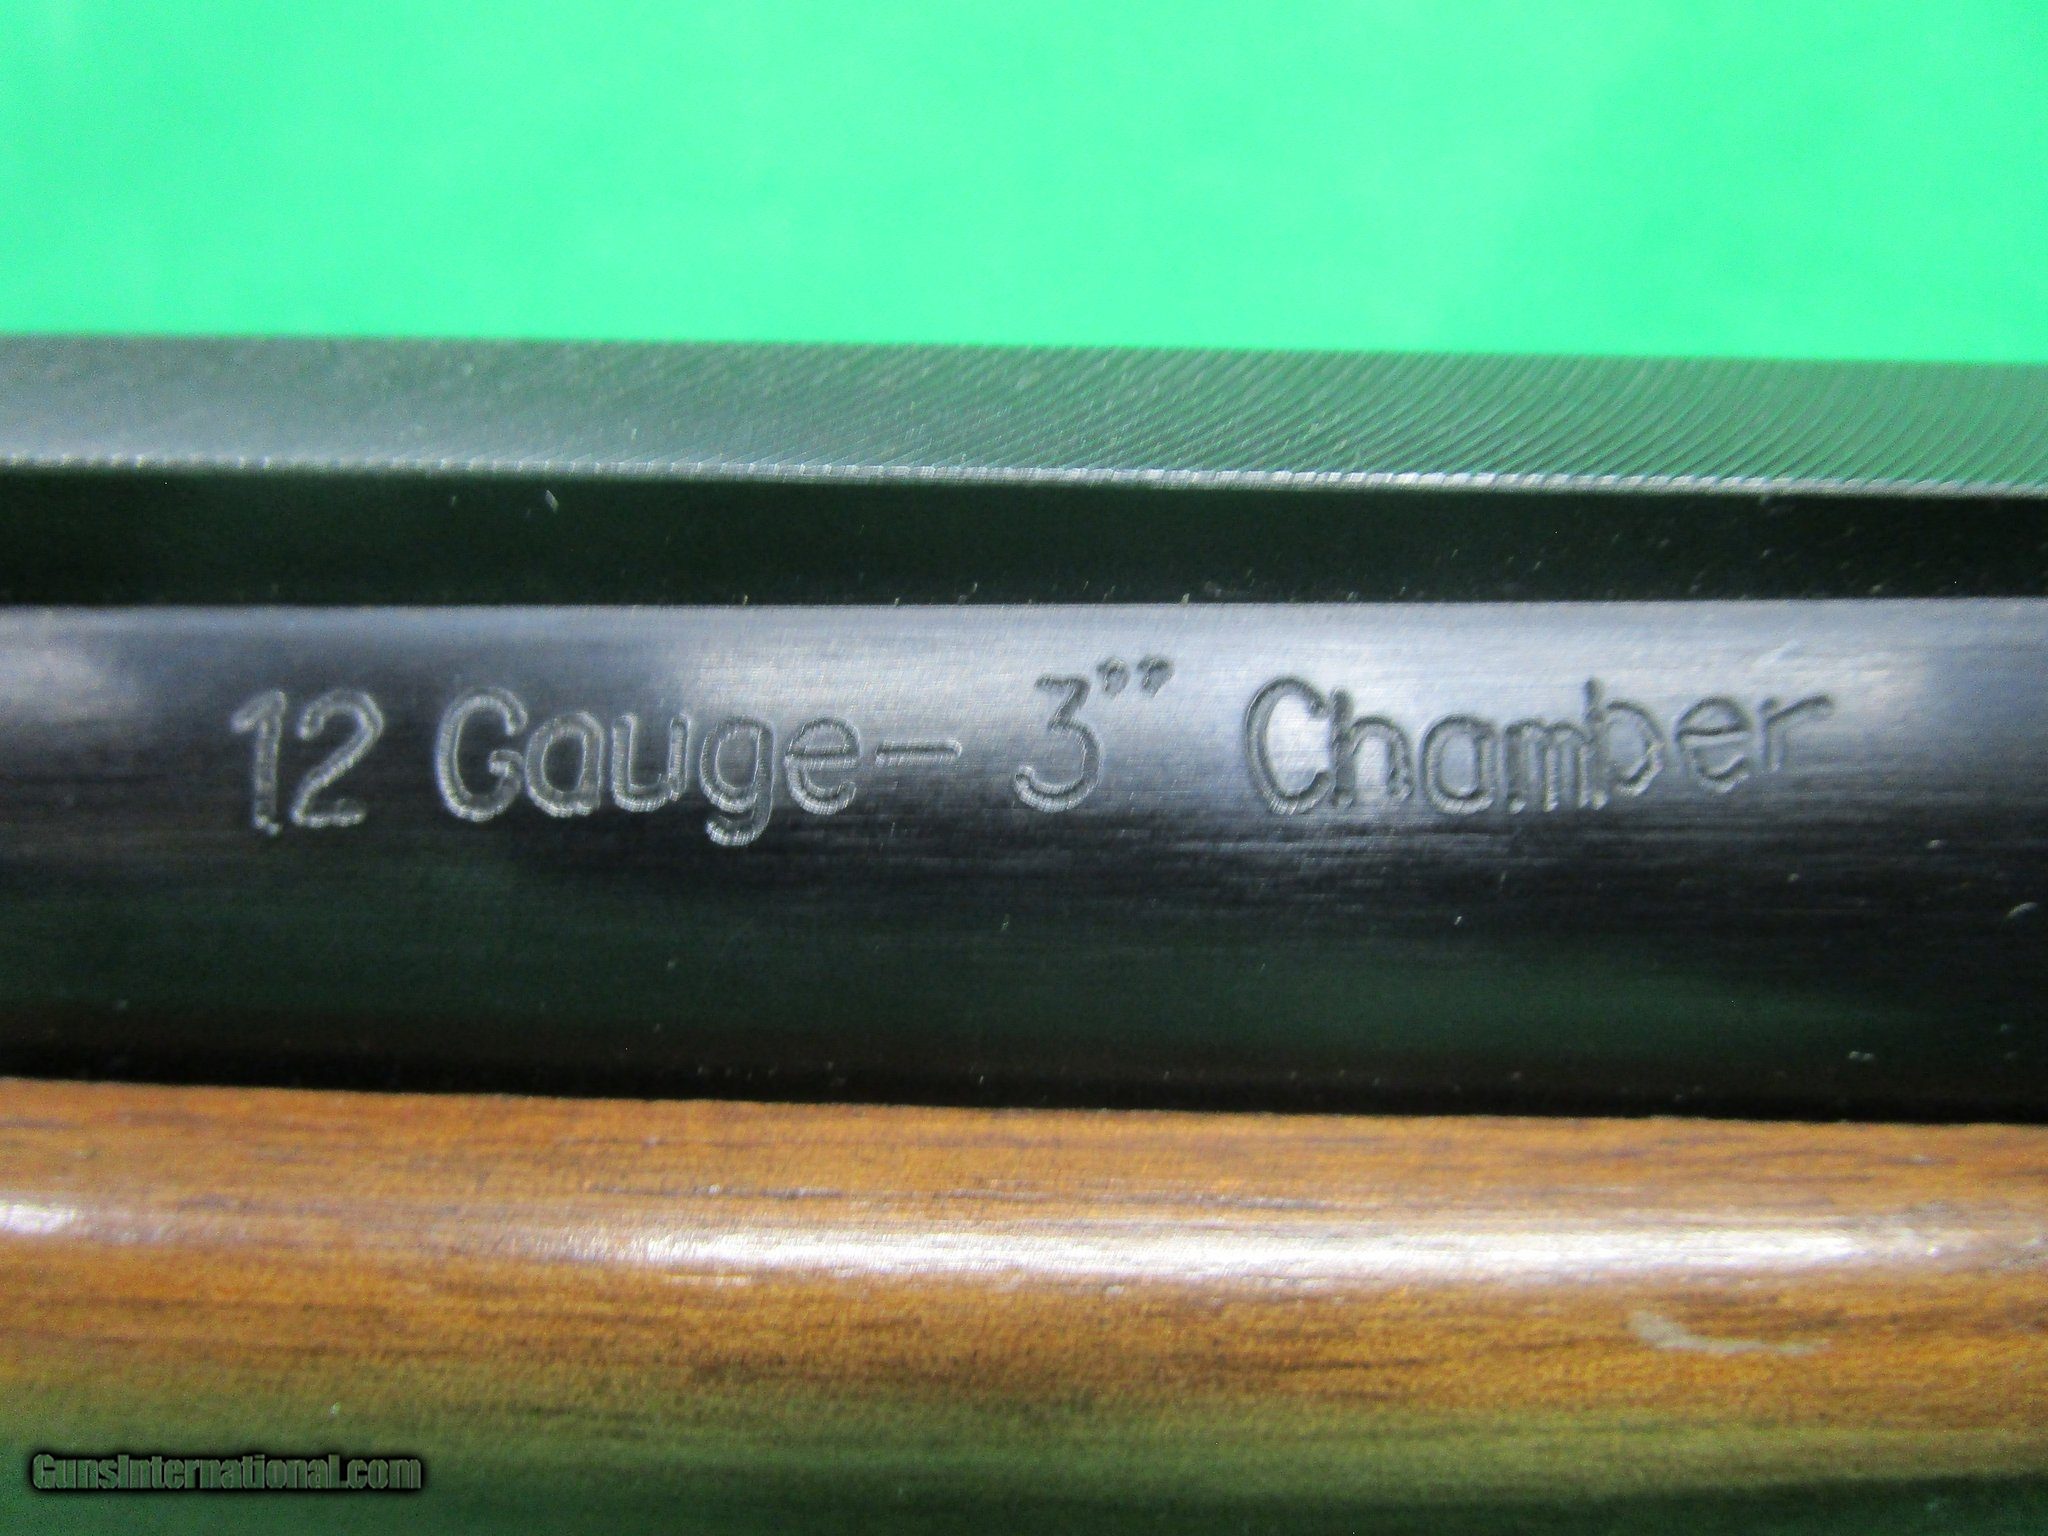 12 Gauge - 3" Chamber
GunsInternational.com